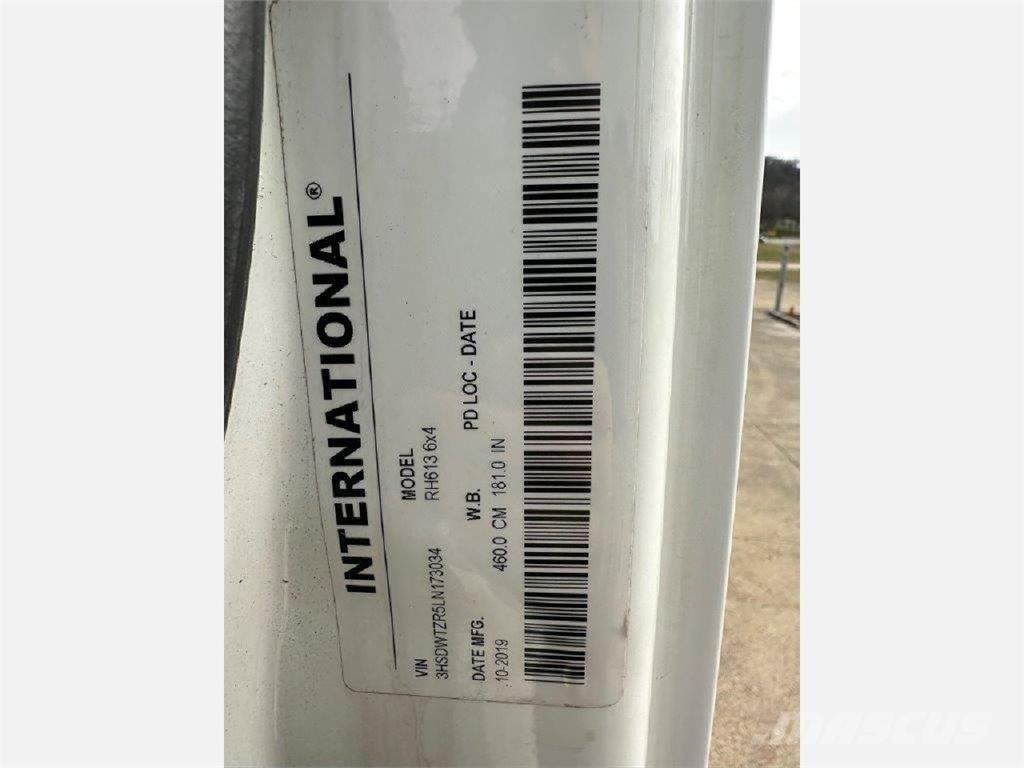 INTERNATIONAL®
VIN MODEL
3HSDWTZR5LN173034 RH613 6x4
DATE MFG. W.B. PD LOC - DATE
10-2019 460.0 CM 181.0 IN
MASCUS